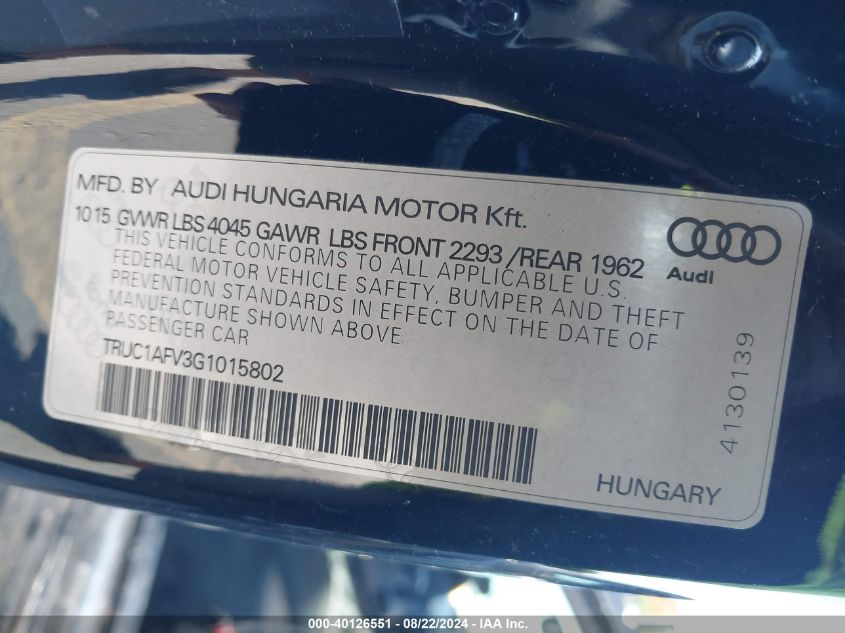 MFD. BY AUDI HUNGARIA MOTOR Kft.
1015 GVWR LBS 4045 GAWR LBS FRONT 2293 /REAR 1962
THIS VEHICLE CONFORMS TO ALL APPLICABLE U.S.
FEDERAL MOTOR VEHICLE SAFETY, BUMPER AND THEFT
PREVENTION STANDARDS IN EFFECT ON THE DATE OF
MANUFACTURE SHOWN ABOVE.
PASSENGER CAR
TRUC1AFV3G1015802
Audi
4130139
HUNGARY
000-40126551 - 08/22/2024 - IAA, Inc.